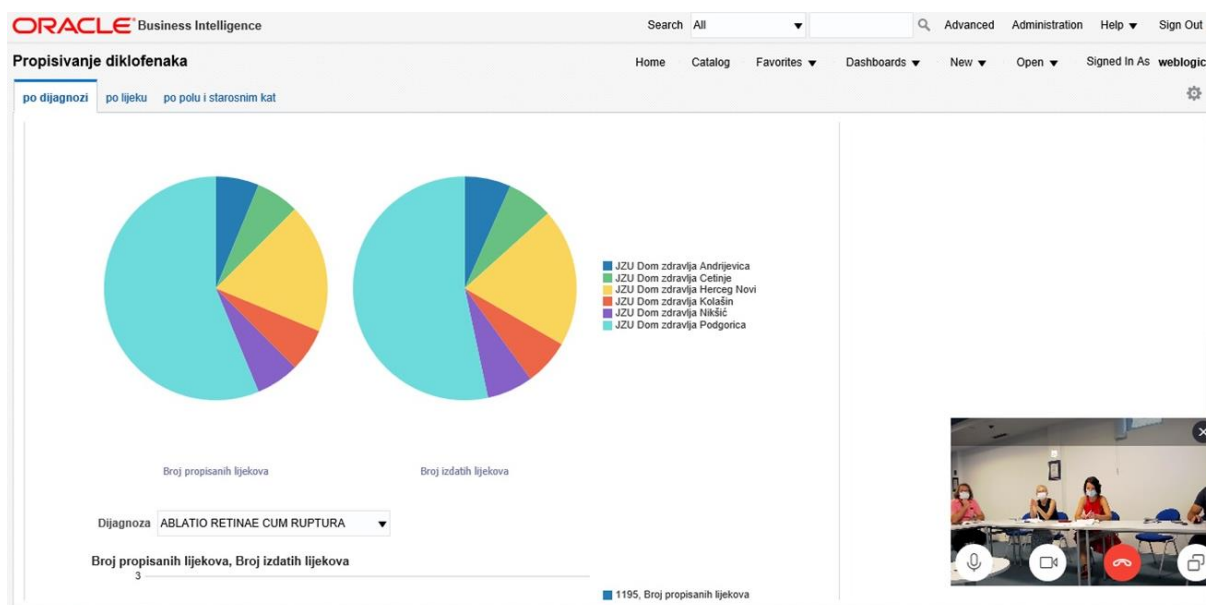 ORACLE Business Intelligence
Search All Advanced Administration Help Sign Out
Propisivanje diklofenaka
Home Catalog Favorites Dashboards New Open Signed In As weblogic
po dijagnozi po lijeku po polu i starosnim kat
JZU Dom zdravlja Andrijevica
JZU Dom zdravlja Cetinje
JZU Dom zdravlja Herceg Novi
JZU Dom zdravlja Kolašin
JZU Dom zdravlja Nikšić
JZU Dom zdravlja Podgorica
Broj propisanih lijekova Broj izdatih lijekova
Dijagnoza ABLATIO RETINAE CUM RUPTURA
Broj propisanih lijekova, Broj izdatih lijekova
3
1195, Broj propisanih lijekova